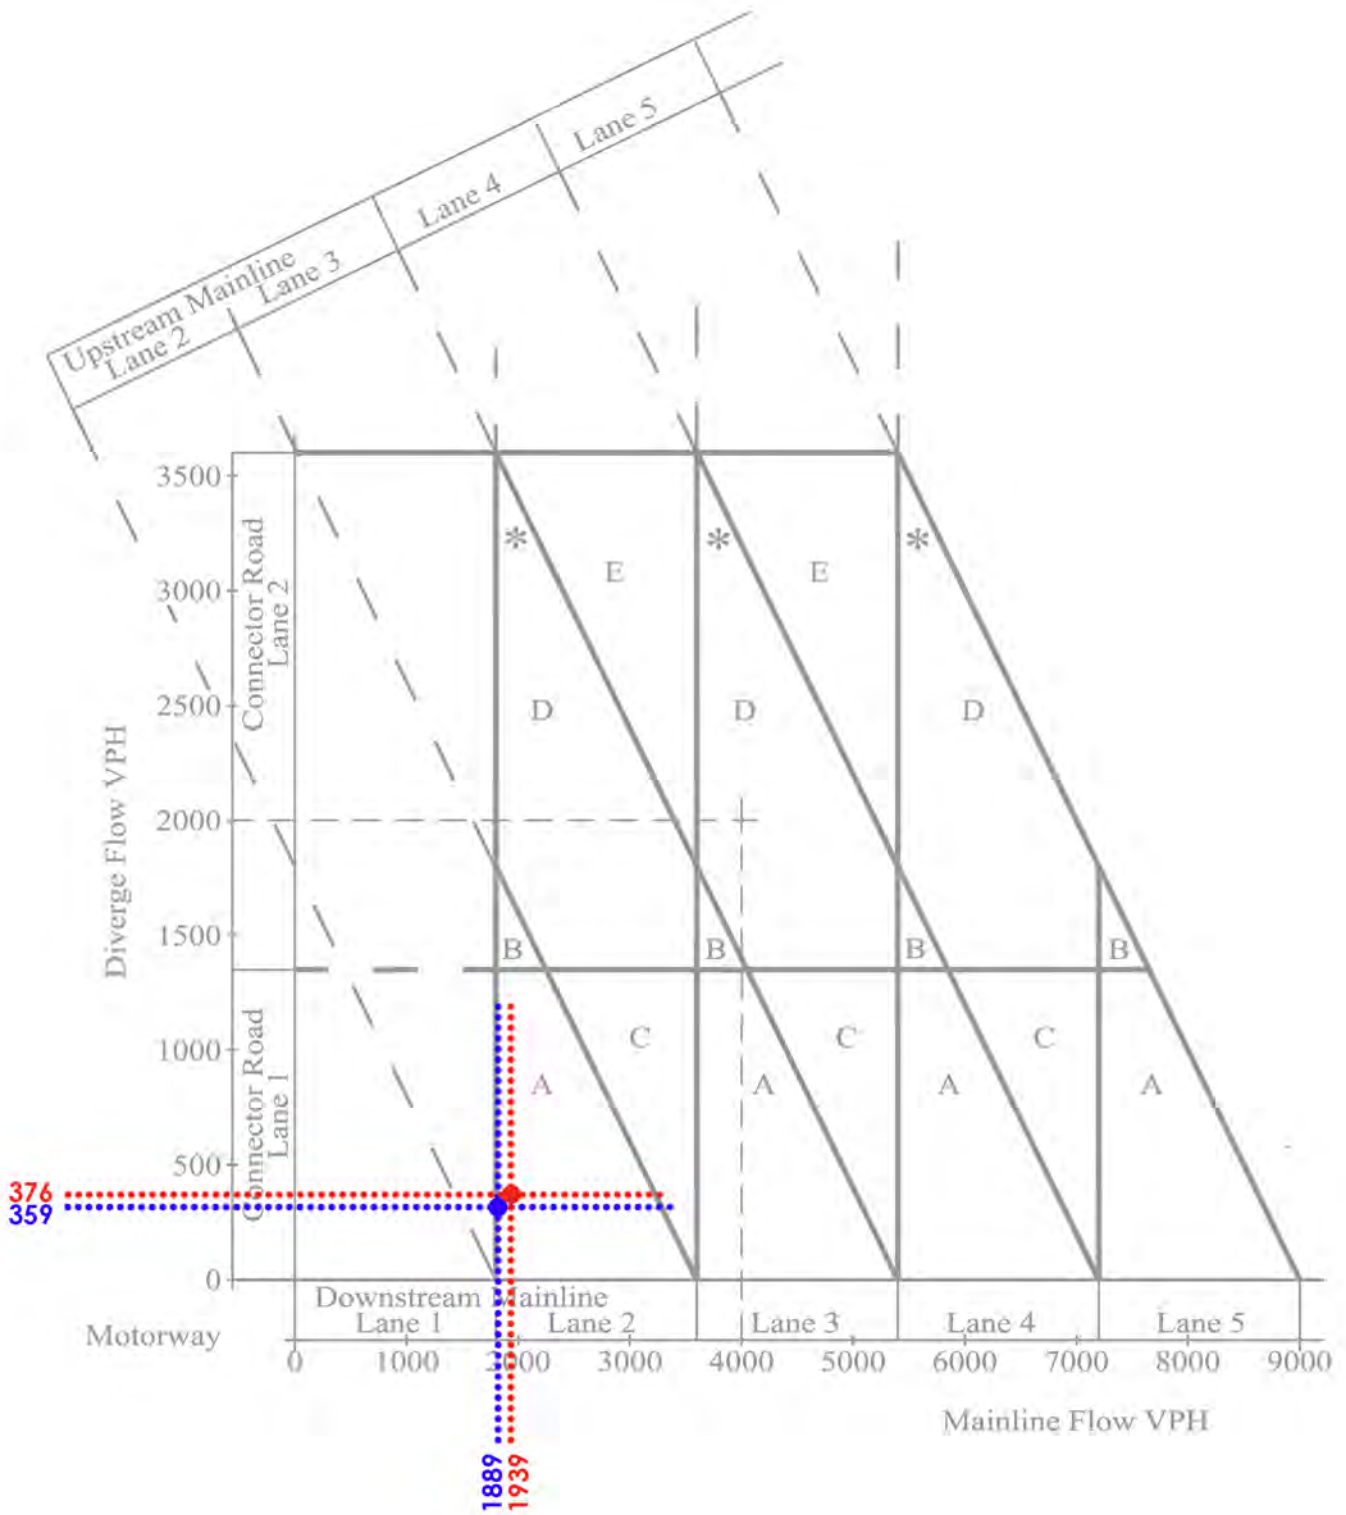 Lane 5
Lane 4
Upstream Mainline
Lane 3
Lane 2
3500
*
*
*
E
E
3000
Connector Road
Lane 2
2500
D
D
D
2000
Diverge Flow VPH
1500
B
B
B
B
1000
C
C
C
A
A
A
A
Connector Road
Lane 1
500
376
359
0
Downstream Mainline
Motorway
Lane 1
Lane 2
Lane 3
Lane 4
Lane 5
0
1000
2000
3000
4000
5000
6000
7000
8000
9000
Mainline Flow VPH
1889
1939